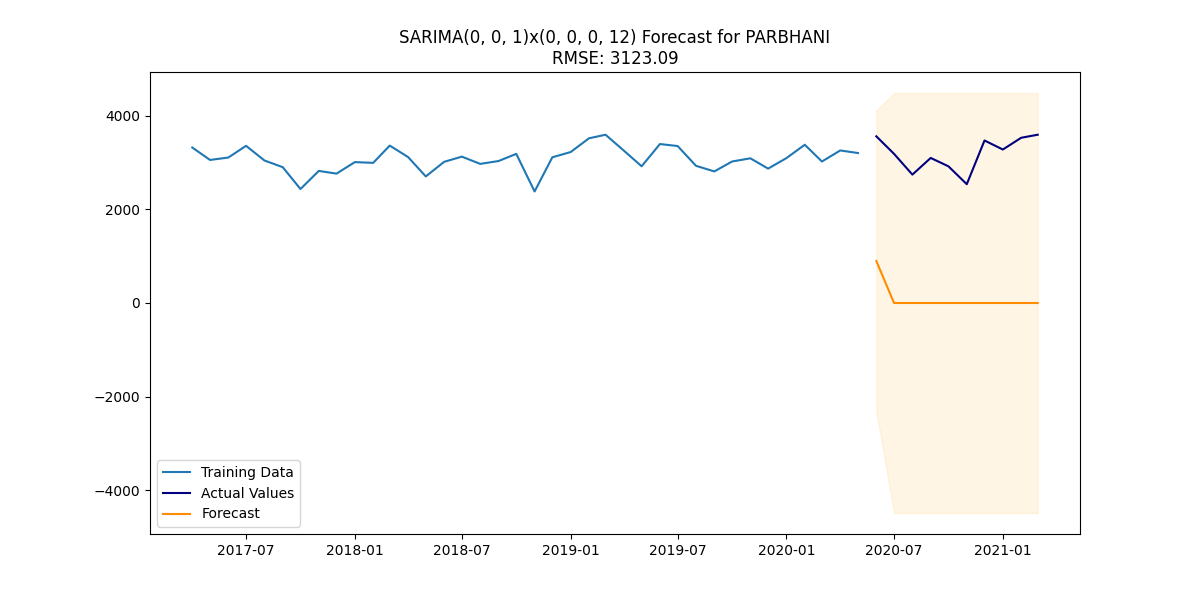 SARIMA(0, 0, 1)x(0, 0, 0, 12) Forecast for PARBHANI
RMSE: 3123.09
4000
2000
0
−2000
−4000
Training Data
Actual Values
Forecast
2017-07
2018-01
2018-07
2019-01
2019-07
2020-01
2020-07
2021-01